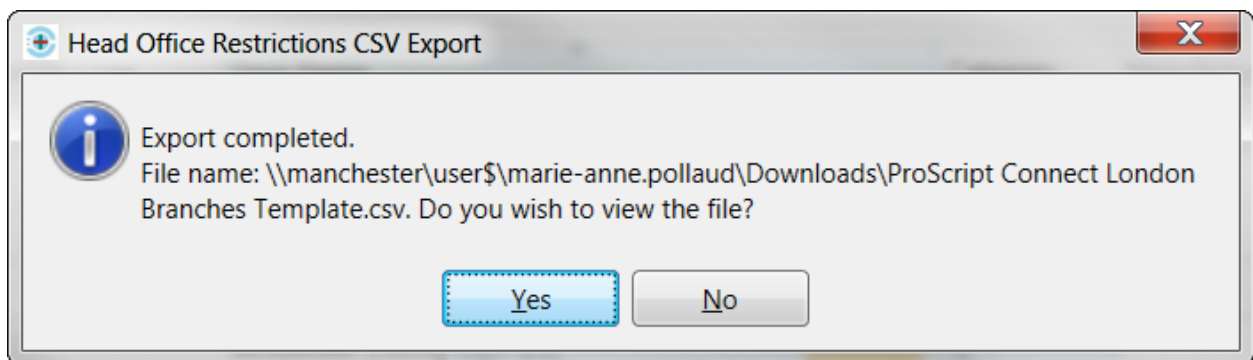 Head Office Restrictions CSV Export
Export completed.
File name: \\manchester\user$\marie-anne.pollaud\Downloads\ProScript Connect London
Branches Template.csv. Do you wish to view the file?
Yes No